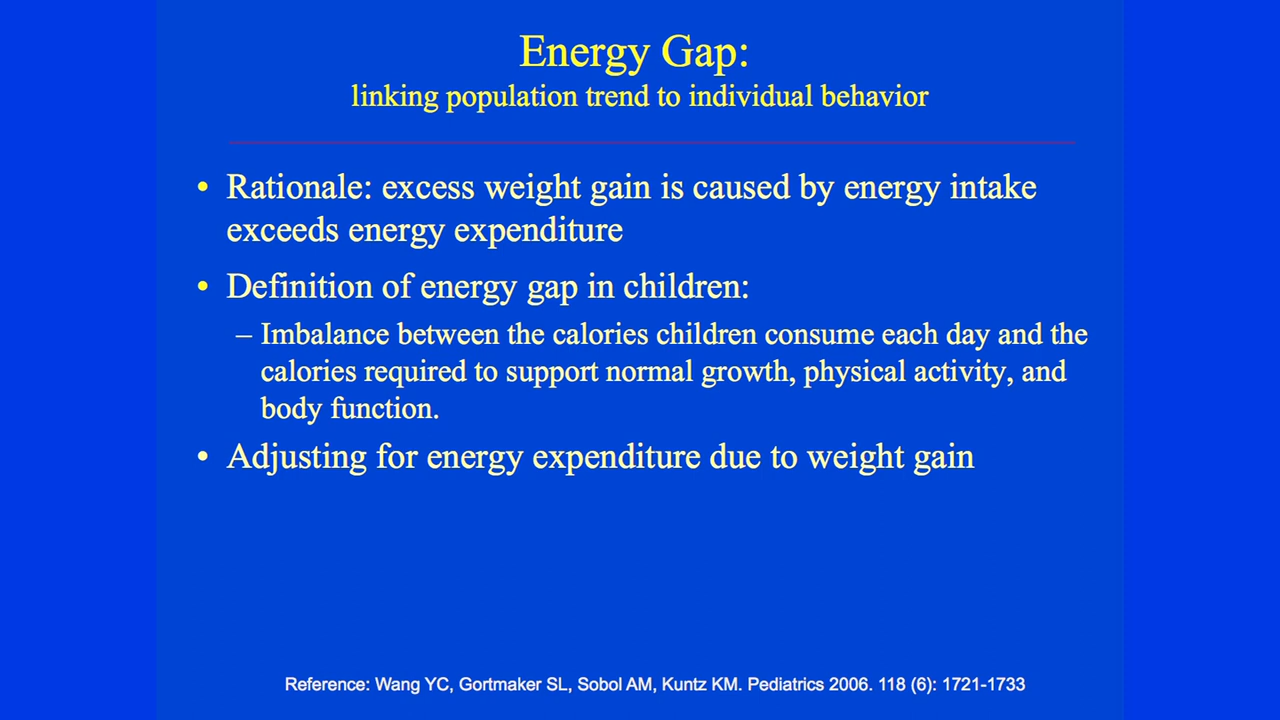 Energy Gap:
linking population trend to individual behavior
• Rationale: excess weight gain is caused by energy intake
exceeds energy expenditure
• Definition of energy gap in children:
– Imbalance between the calories children consume each day and the
calories required to support normal growth, physical activity, and
body function.
• Adjusting for energy expenditure due to weight gain
Reference: Wang YC, Gortmaker SL, Sobol AM, Kuntz KM. Pediatrics 2006. 118 (6): 1721-1733